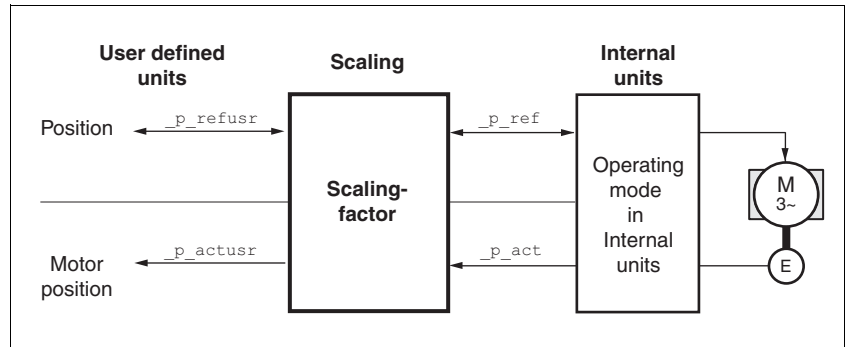 User defined
units
Scaling
Internal
units
Position
_p_refusr
_p_ref
Scaling-
factor
Operating
mode
in
Internal
units
M
3~
Motor
position
_p_actusr
_p_act
E